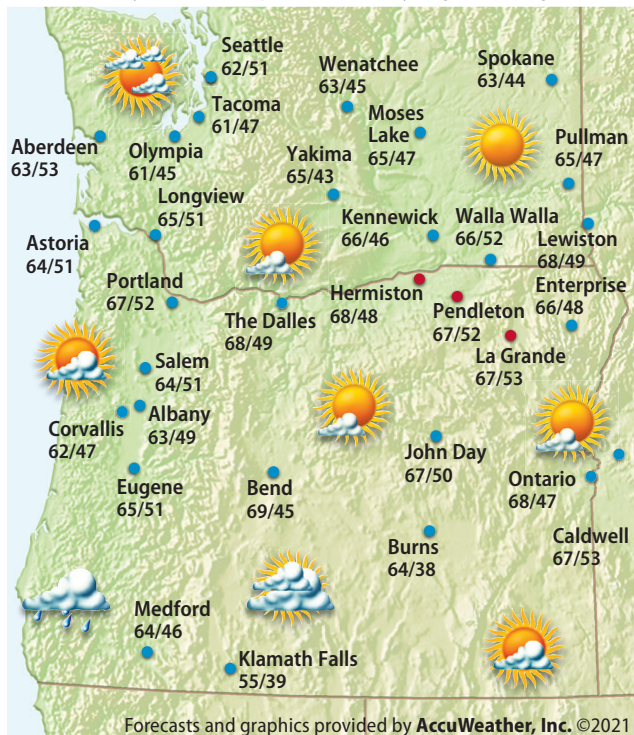 Seattle
62/51
Wenatchee
63/45
Spokane
63/44
Tacoma
61/47
Moses
Lake
65/47
Pullman
65/47
Aberdeen
63/53
Olympia
61/45
Yakima
65/43
Longview
65/51
Kennewick
66/46
Walla Walla
66/52
Lewiston
68/49
Astoria
64/51
Portland
67/52
The Dalles
68/49
Hermiston
68/48
Pendleton
67/52
Enterprise
66/48
La Grande
67/53
Salem
64/51
Albany
63/49
Corvallis
62/47
John Day
67/50
Ontario
68/47
Eugene
65/51
Bend
69/45
Burns
64/38
Caldwell
67/53
Medford
64/46
Klamath Falls
55/39
Forecasts and graphics provided by AccuWeather, Inc. ©2021